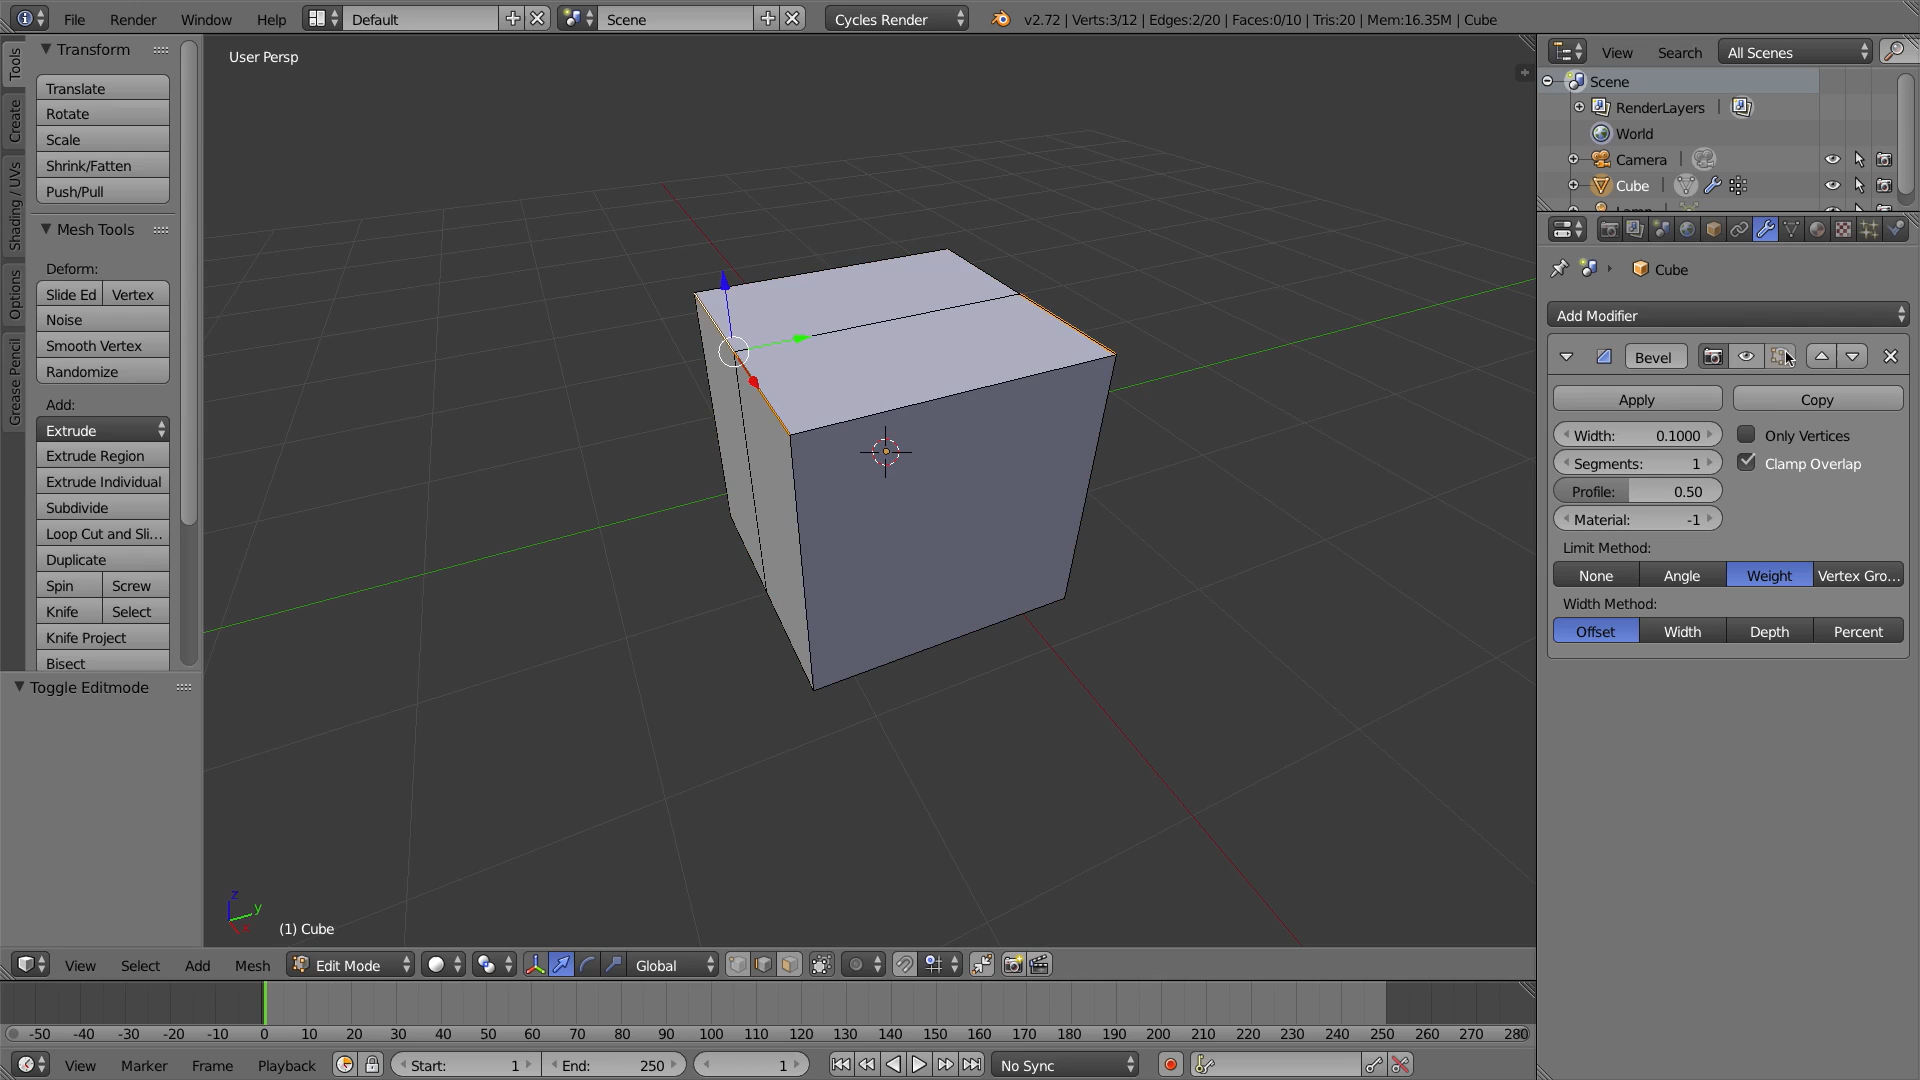 File Render Window Help Default Scene Cycles Render v2.72 | Verts:3/12 | Edges:2/20 | Faces:0/10 | Tris:20 | Mem:16.35M | Cube
Tools
Create
Shading / UVs
Options
Grease Pencil
Transform
Translate
Rotate
Scale
Shrink/Fatten
Push/Pull
Mesh Tools
Deform:
Slide Ed Vertex
Noise
Smooth Vertex
Randomize
Add:
Extrude
Extrude Region
Extrude Individual
Subdivide
Loop Cut and Sli...
Duplicate
Spin Screw
Knife Select
Knife Project
Bisect
Toggle Editmode
User Persp
z
y
x
(1) Cube
View Search All Scenes
Scene
RenderLayers
World
Camera
Cube
Cube
Add Modifier
Bevel
Apply Copy
Width: 0.1000 Only Vertices
Segments: 1 Clamp Overlap
Profile: 0.50
Material: -1
Limit Method:
None Angle Weight Vertex Gro...
Width Method:
Offset Width Depth Percent
View Select Add Mesh Edit Mode Global
-50 -40 -30 -20 -10 0 10 20 30 40 50 60 70 80 90 100 110 120 130 140 150 160 170 180 190 200 210 220 230 240 250 260 270 280
View Marker Frame Playback Start: 1 End: 250 1 No Sync